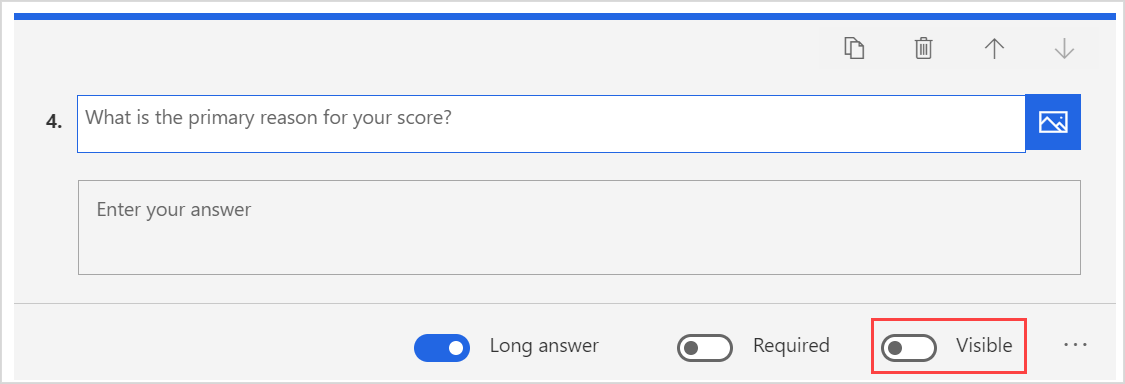 4. What is the primary reason for your score?
Enter your answer
Long answer Required Visible ...